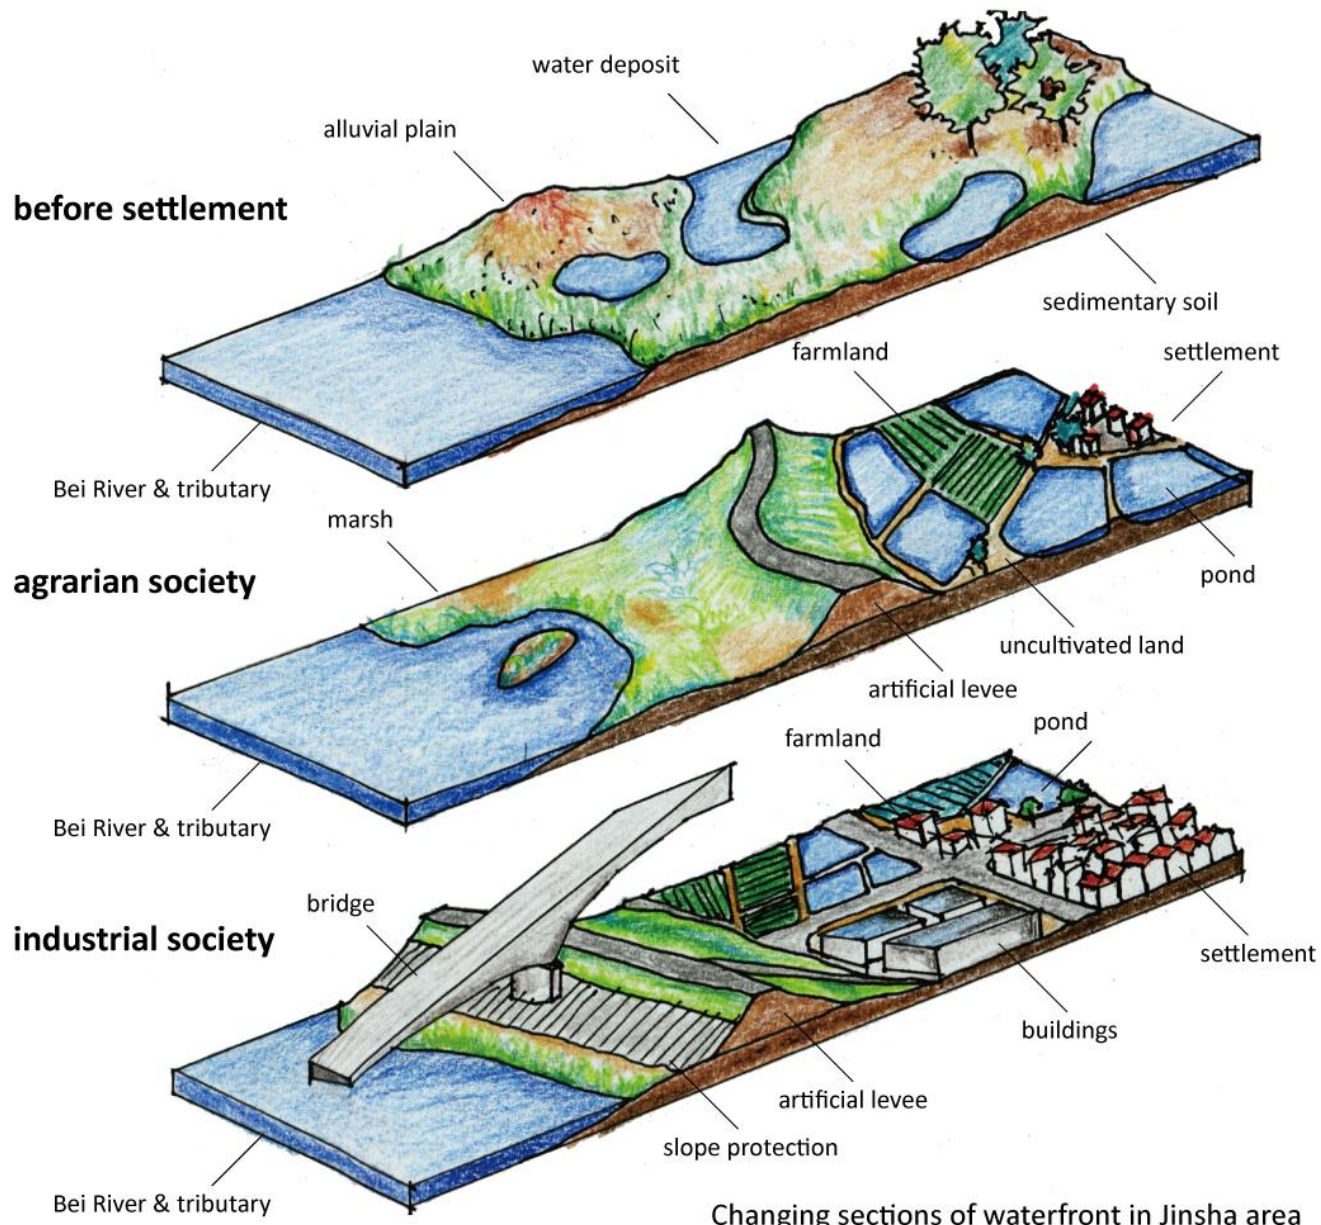 water deposit
alluvial plain
before settlement
sedimentary soil
Bei River & tributary
farmland
settlement
marsh
agrarian society
pond
uncultivated land
artificial levee
Bei River & tributary
pond
farmland
bridge
industrial society
settlement
buildings
artificial levee
slope protection
Bei River & tributary
Changing sections of waterfront in Jinsha area